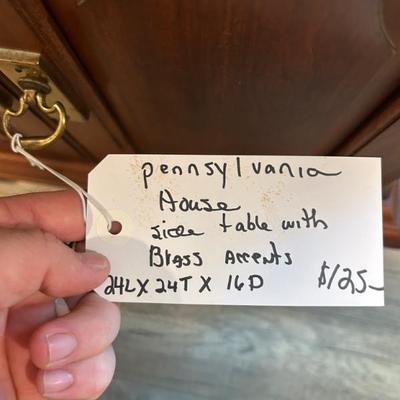 pennsylvania
House
side table with
Brass Accents
24L X 24T X 16D $125-